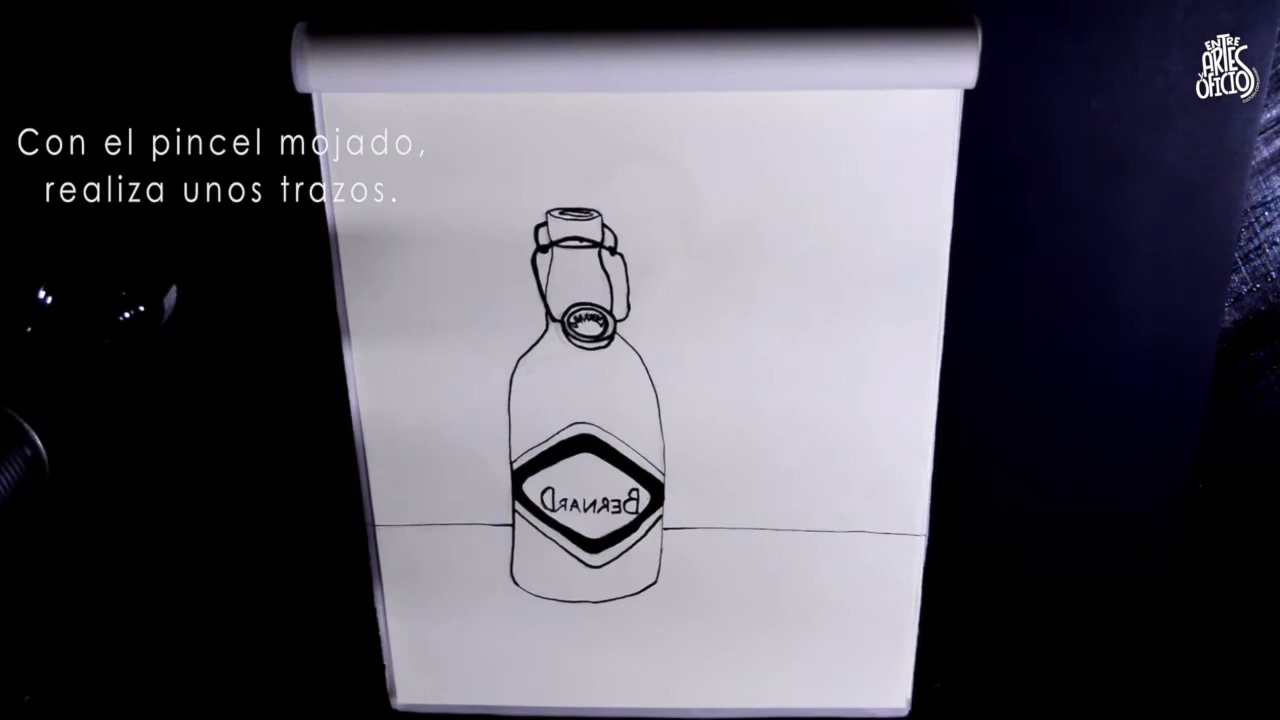 Con el pincel mojado,
realiza unos trazos.
ENTRE
ARTES
Y
OFICIOS
BERNARD